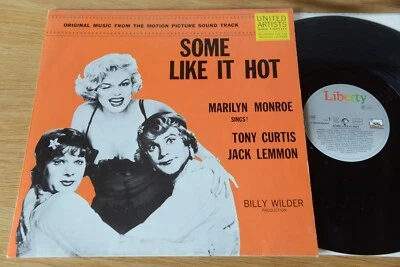 ORIGINAL MUSIC FROM THE MOTION PICTURE SOUND TRACK
UNITED
ARTISTS
SOME
LIKE IT HOT
MARILYN MONROE
SINGS!
TONY CURTIS
JACK LEMMON
BILLY WILDER
PRODUCTION
Liberty